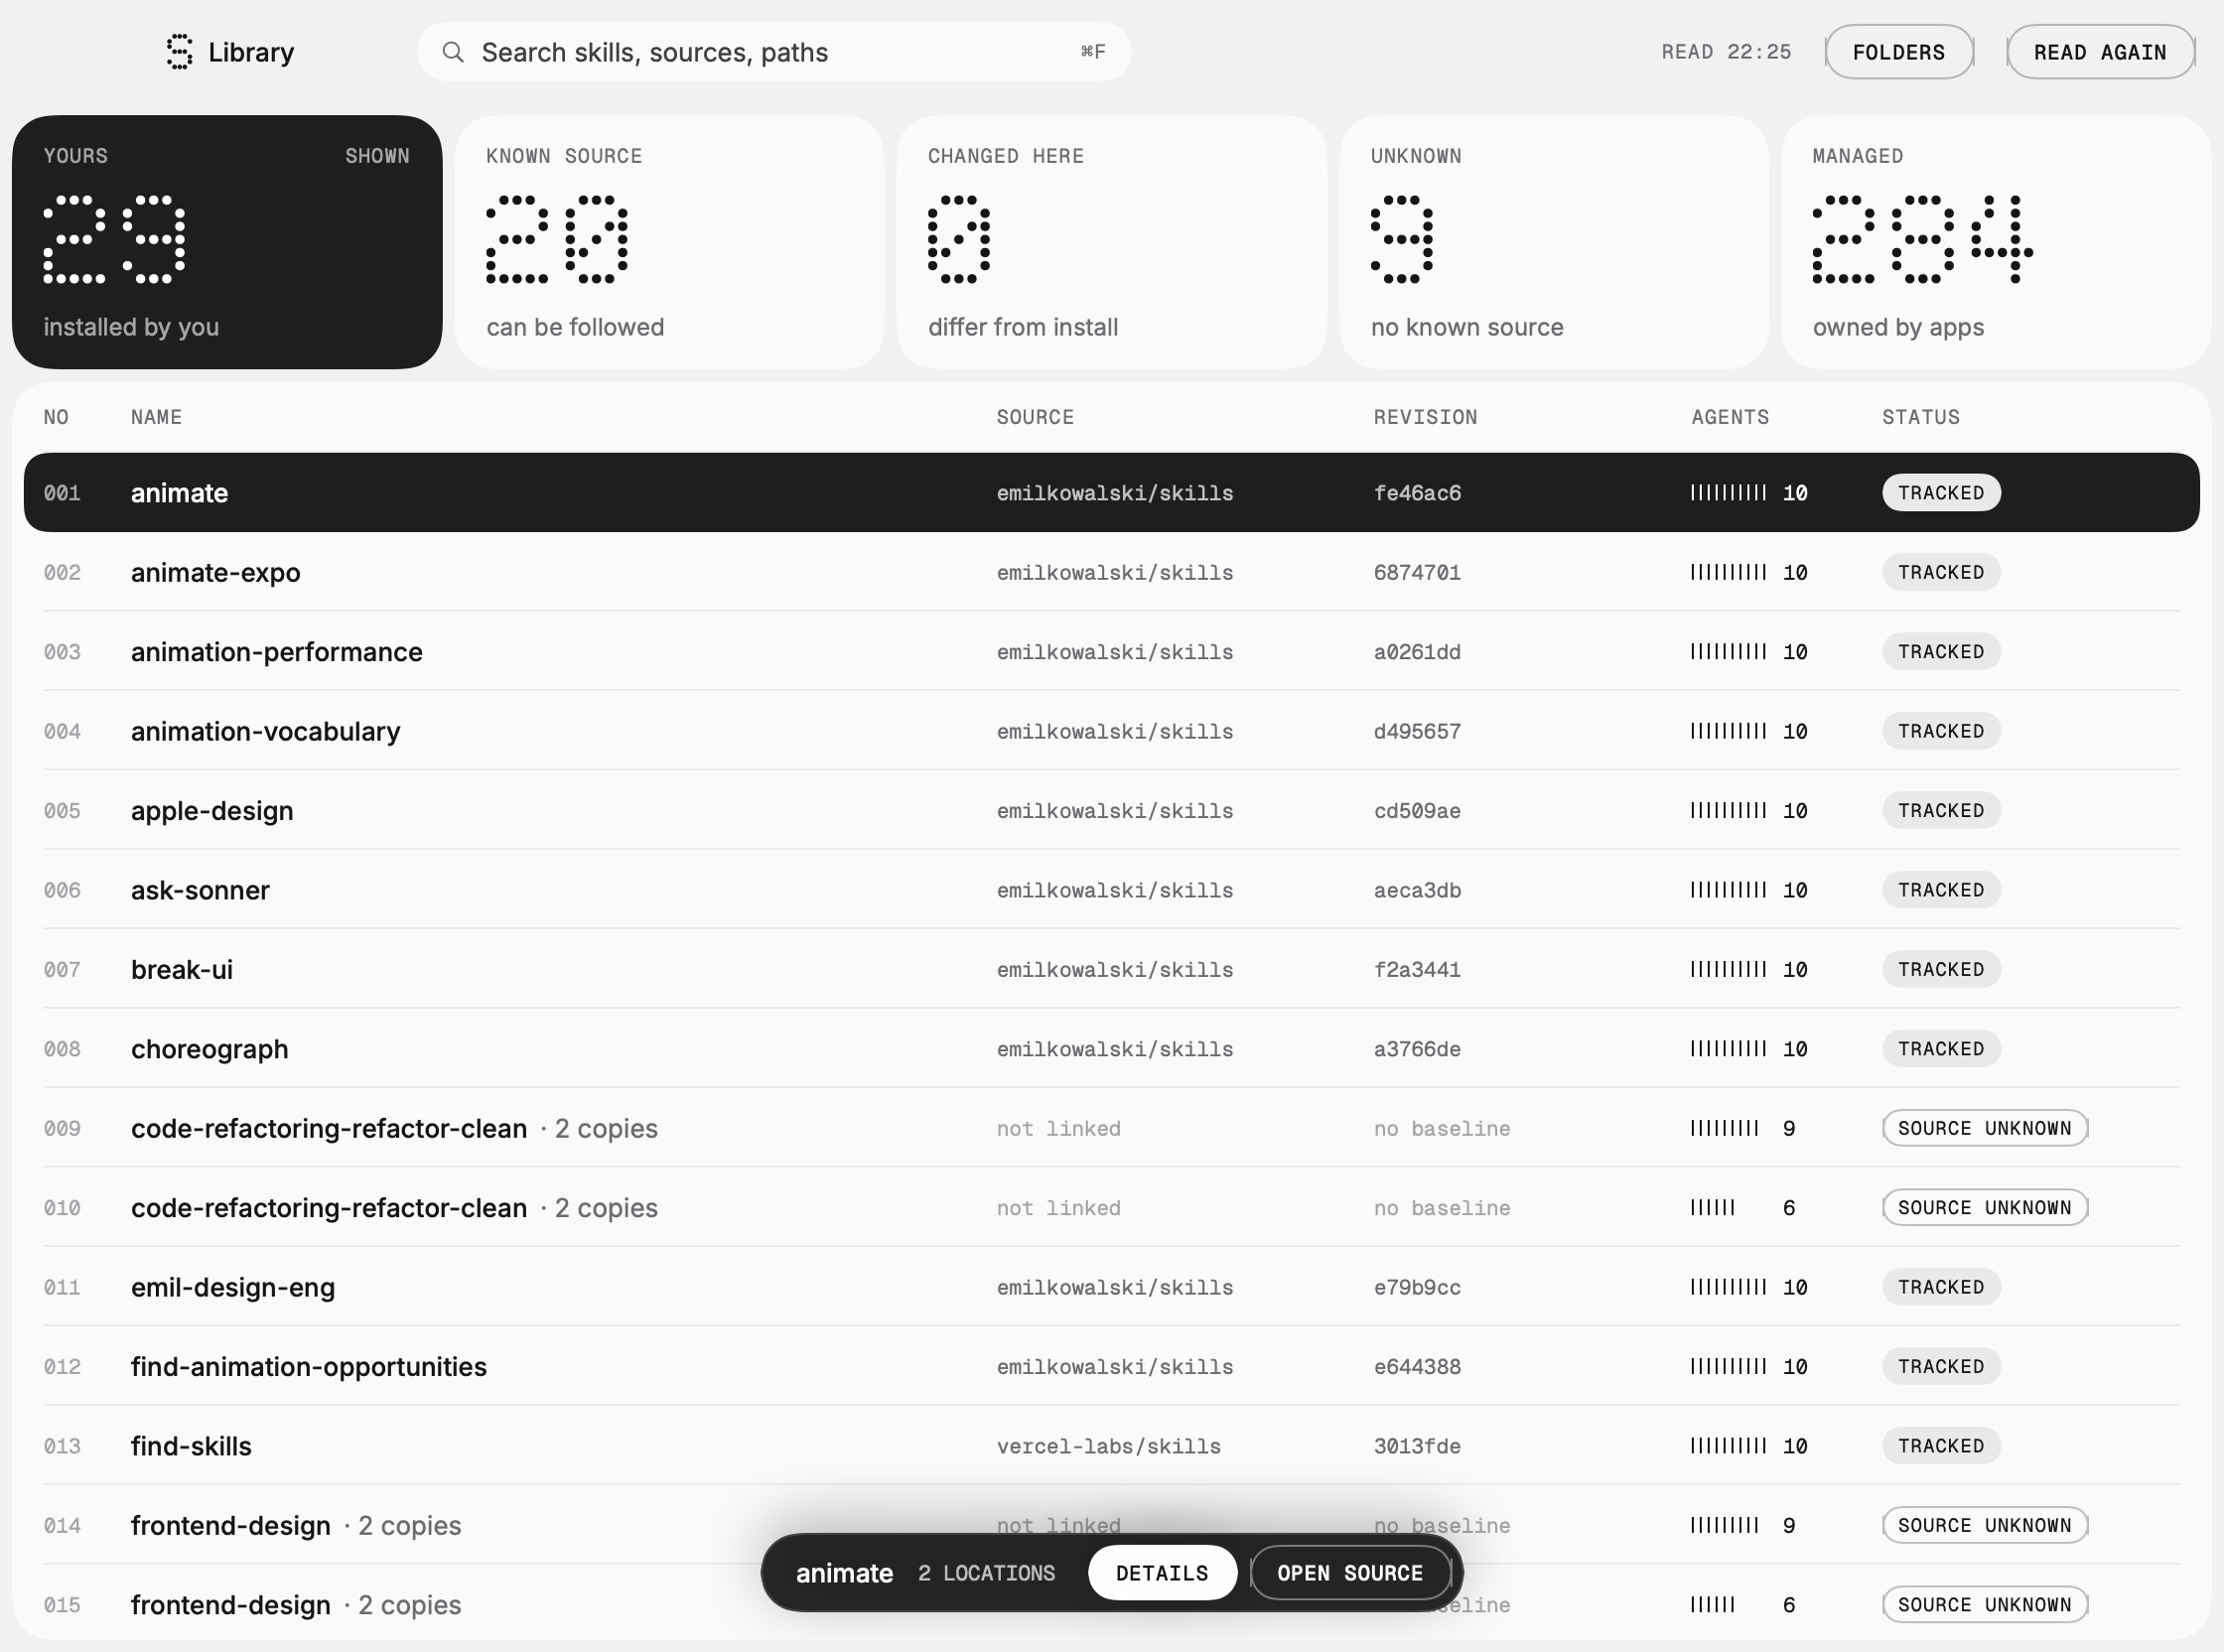 S Library
Search skills, sources, paths ⌘F
READ 22:25
FOLDERS
READ AGAIN
YOURS SHOWN
29
installed by you
KNOWN SOURCE
20
can be followed
CHANGED HERE
0
differ from install
UNKNOWN
9
no known source
MANAGED
284
owned by apps
NO NAME SOURCE REVISION AGENTS STATUS
001 animate emilkowalski/skills fe46ac6 10 TRACKED
002 animate-expo emilkowalski/skills 6874701 10 TRACKED
003 animation-performance emilkowalski/skills a0261dd 10 TRACKED
004 animation-vocabulary emilkowalski/skills d495657 10 TRACKED
005 apple-design emilkowalski/skills cd509ae 10 TRACKED
006 ask-sonner emilkowalski/skills aeca3db 10 TRACKED
007 break-ui emilkowalski/skills f2a3441 10 TRACKED
008 choreograph emilkowalski/skills a3766de 10 TRACKED
009 code-refactoring-refactor-clean · 2 copies not linked no baseline 9 SOURCE UNKNOWN
010 code-refactoring-refactor-clean · 2 copies not linked no baseline 6 SOURCE UNKNOWN
011 emil-design-eng emilkowalski/skills e79b9cc 10 TRACKED
012 find-animation-opportunities emilkowalski/skills e644388 10 TRACKED
013 find-skills vercel-labs/skills 3013fde 10 TRACKED
014 frontend-design · 2 copies not linked no baseline 9 SOURCE UNKNOWN
animate 2 LOCATIONS DETAILS OPEN SOURCE
015 frontend-design · 2 copies 6 SOURCE UNKNOWN